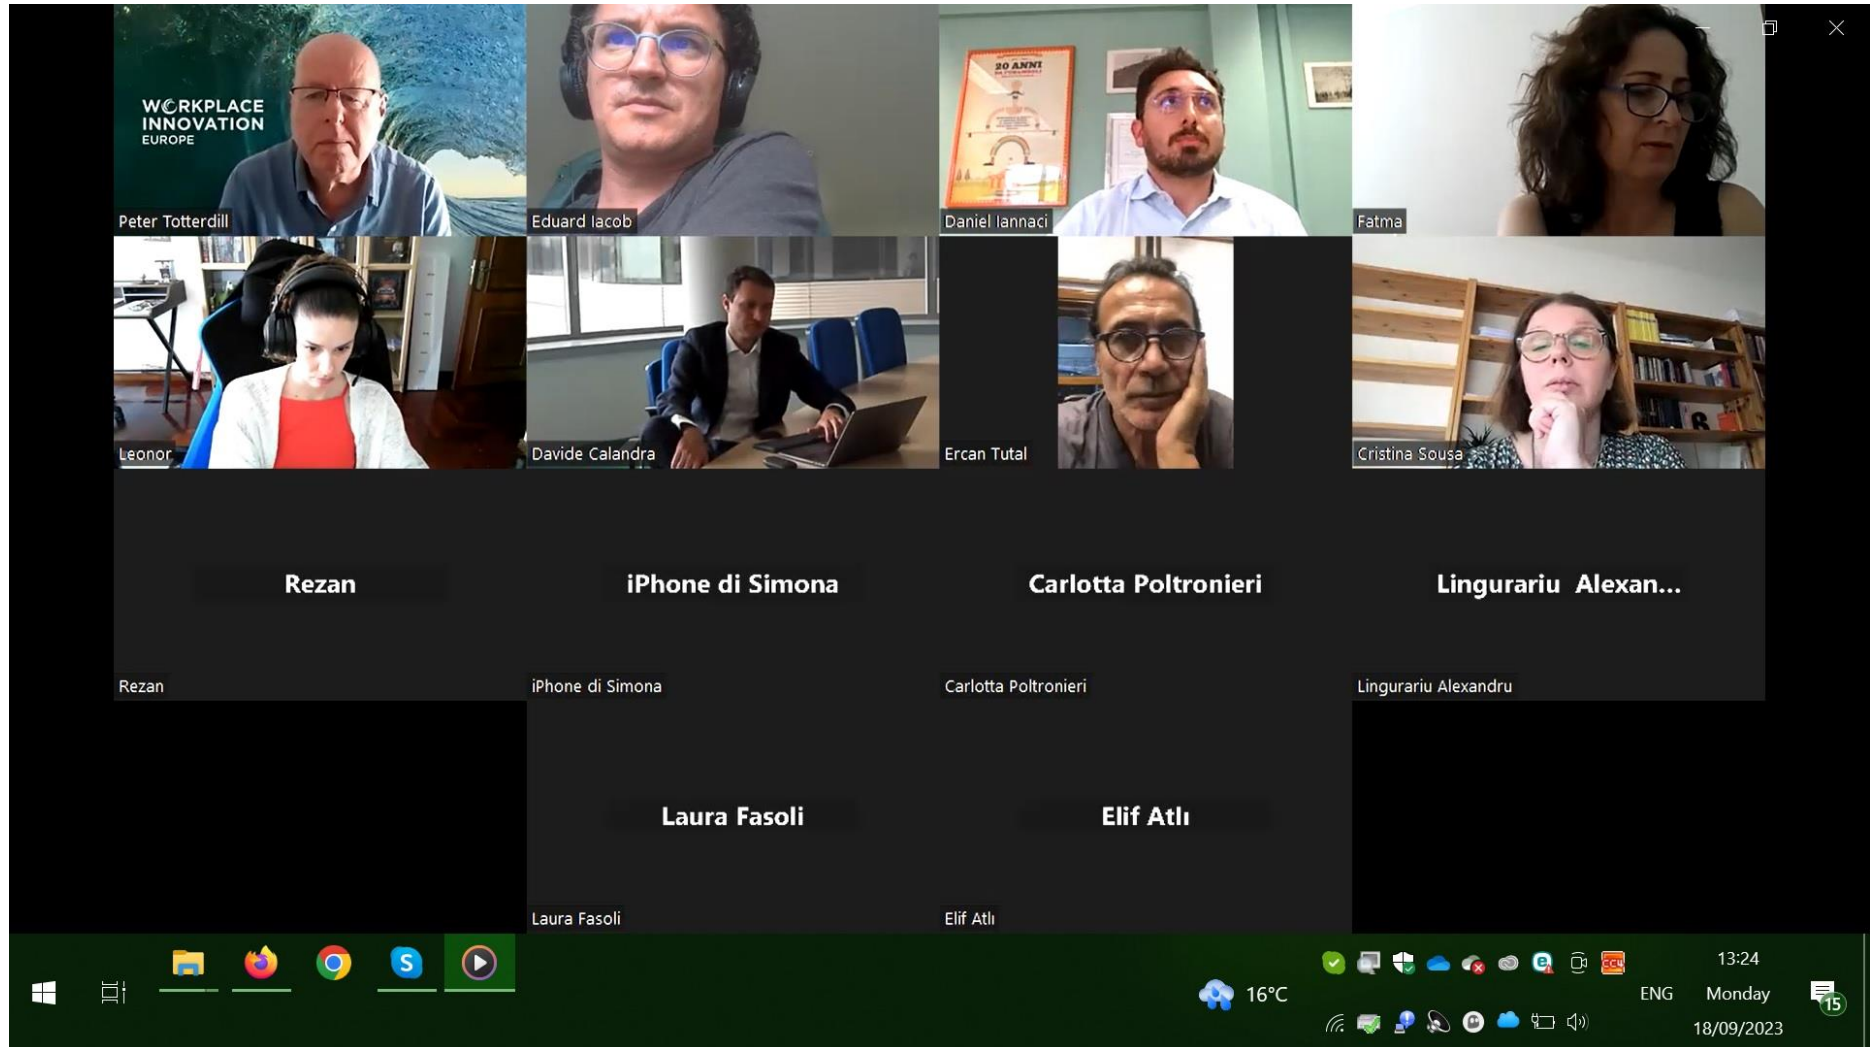 WORKPLACE
INNOVATION
EUROPE
20 ANNI
Peter Totterdill
Eduard Iacob
Daniel Iannaci
Fatma
Leonor
Davide Calandra
Ercan Tutal
R
Cristina Sousa
Rezan
iPhone di Simona
Carlotta Poltronieri
Lingurariu Alexan...
Rezan
iPhone di Simona
Carlotta Poltronieri
Lingurariu Alexandru
Laura Fasoli
Elif Atlı
Laura Fasoli
Elif Atlı
16°C
CC4
ENG
13:24
Monday
18/09/2023
15